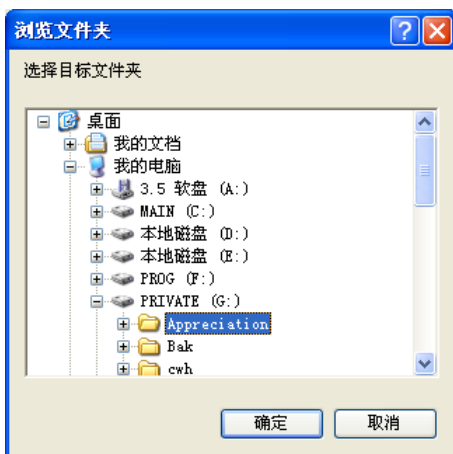 浏览文件夹
选择目标文件夹
桌面
我的文档
我的电脑
3.5 软盘 (A:)
MAIN (C:)
本地磁盘 (D:)
本地磁盘 (E:)
PROG (F:)
PRIVATE (G:)
Appreciation
Bak
cwh
确定 取消